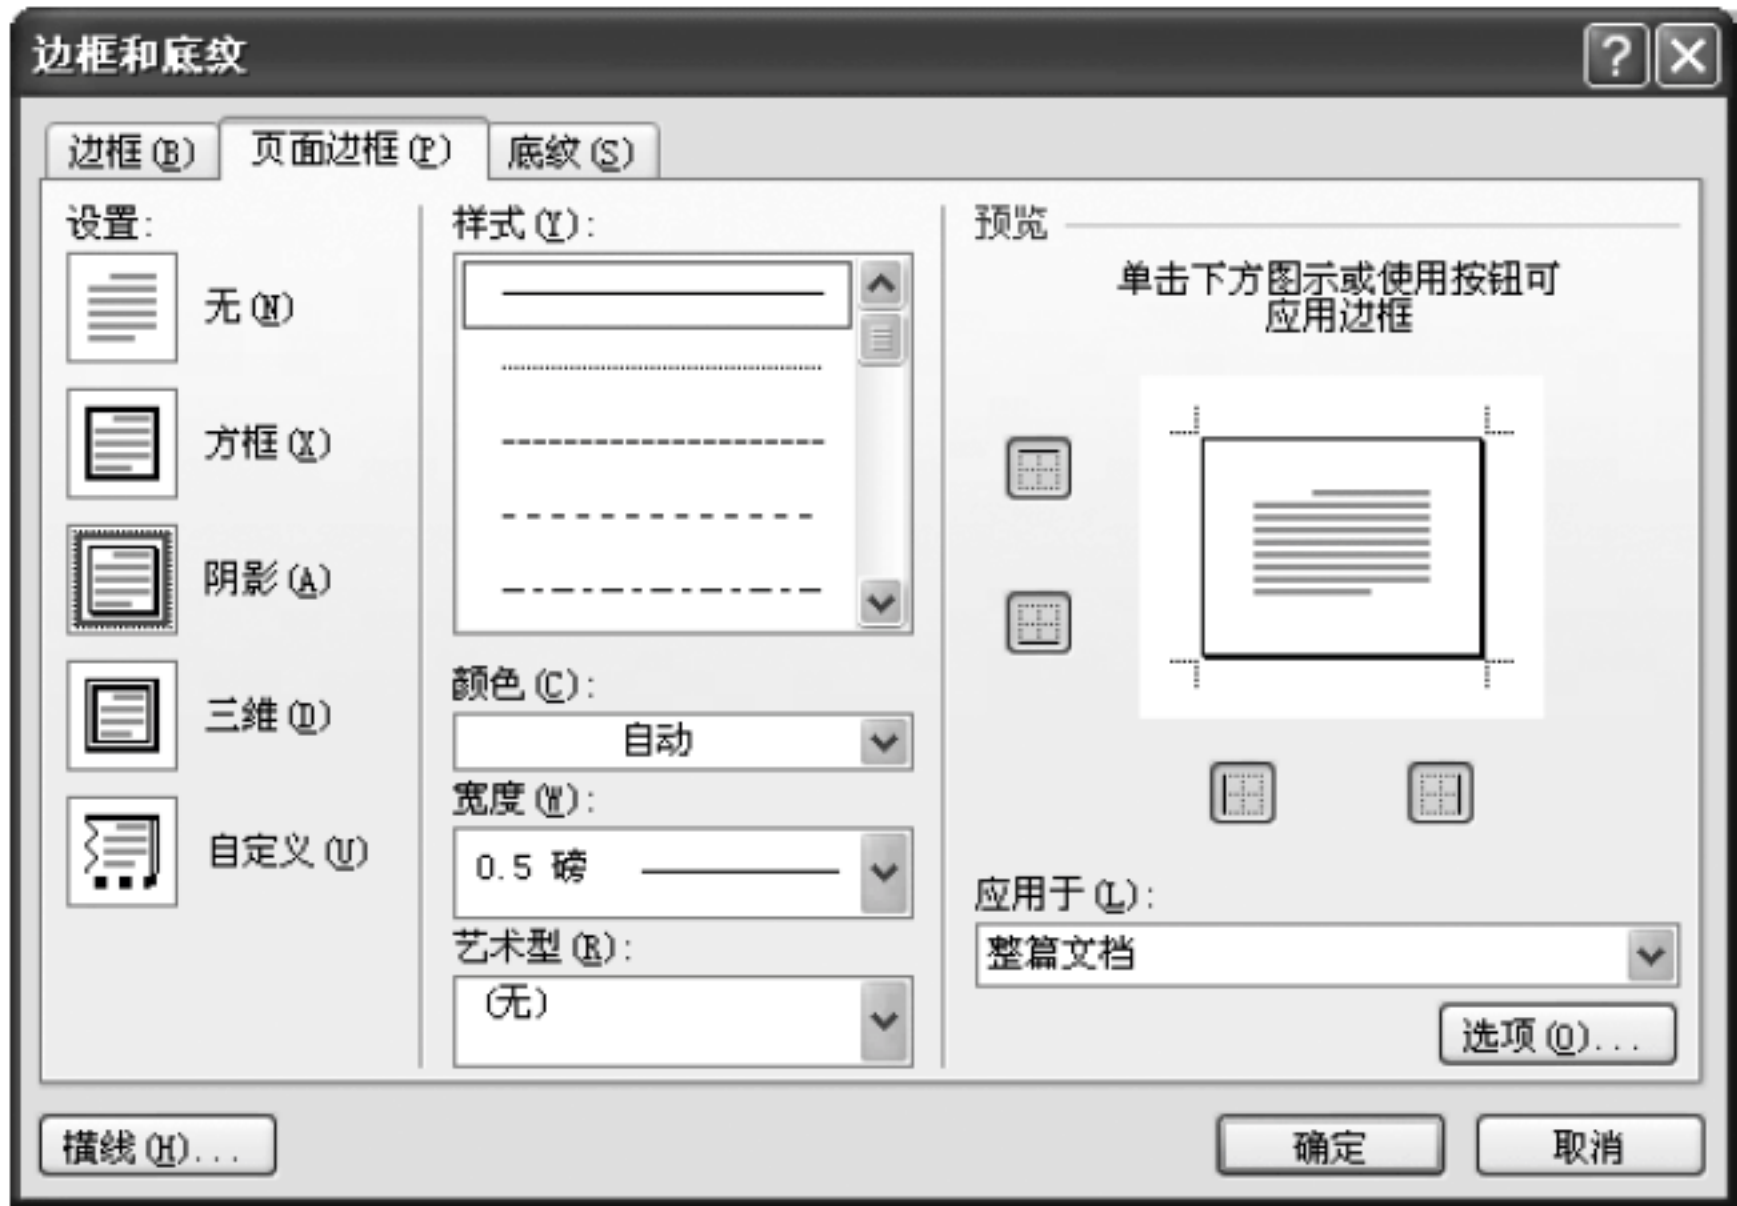 边框和底纹
边框(B)
页面边框(P)
底纹(S)
设置:
无(N)
方框(X)
阴影(A)
三维(D)
自定义(U)
样式(Y):
颜色(C):
自动
宽度(W):
0.5 磅
艺术型(R):
(无)
预览
单击下方图示或使用按钮可
应用边框
应用于(L):
整篇文档
选项(O)...
横线(H)...
确定
取消